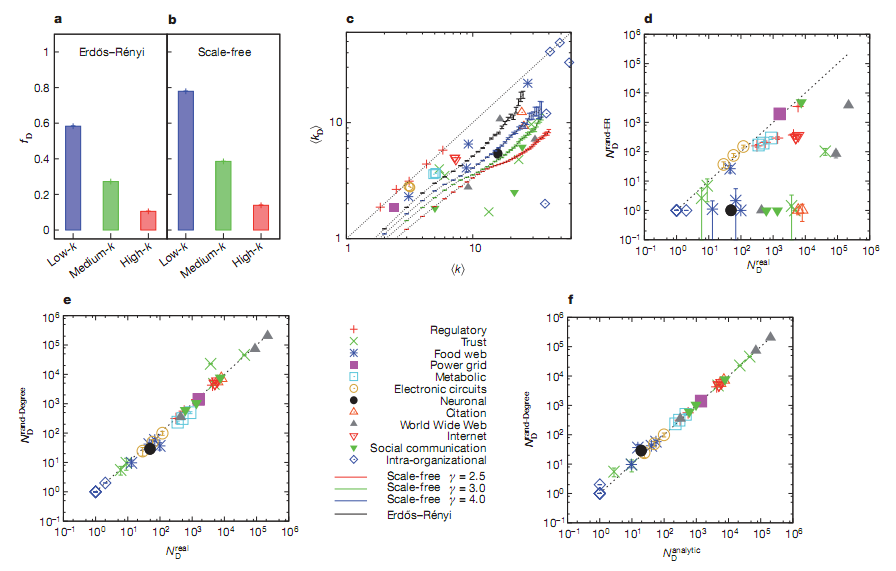 a
b
Erdős–Rényi
Scale-free
f_D
1
0.8
0.6
0.4
0.2
0
Low-k
Medium-k
High-k
Low-k
Medium-k
High-k
c
⟨k_D⟩
10
1
1
10
⟨k⟩
d
N_D^rand-ER
10^6
10^5
10^4
10^3
10^2
10^1
10^0
10^−1
10^−1 10^0 10^1 10^2 10^3 10^4 10^5 10^6
N_D^real
e
N_D^rand-Degree
10^6
10^5
10^4
10^3
10^2
10^1
10^0
10^−1
10^−1 10^0 10^1 10^2 10^3 10^4 10^5 10^6
N_D^real
Regulatory
Trust
Food web
Power grid
Metabolic
Electronic circuits
Neuronal
Citation
World Wide Web
Internet
Social communication
Intra-organizational
Scale-free γ = 2.5
Scale-free γ = 3.0
Scale-free γ = 4.0
Erdős–Rényi
f
N_D^rand-Degree
10^6
10^5
10^4
10^3
10^2
10^1
10^0
10^−1
10^−1 10^0 10^1 10^2 10^3 10^4 10^5 10^6
N_D^analytic